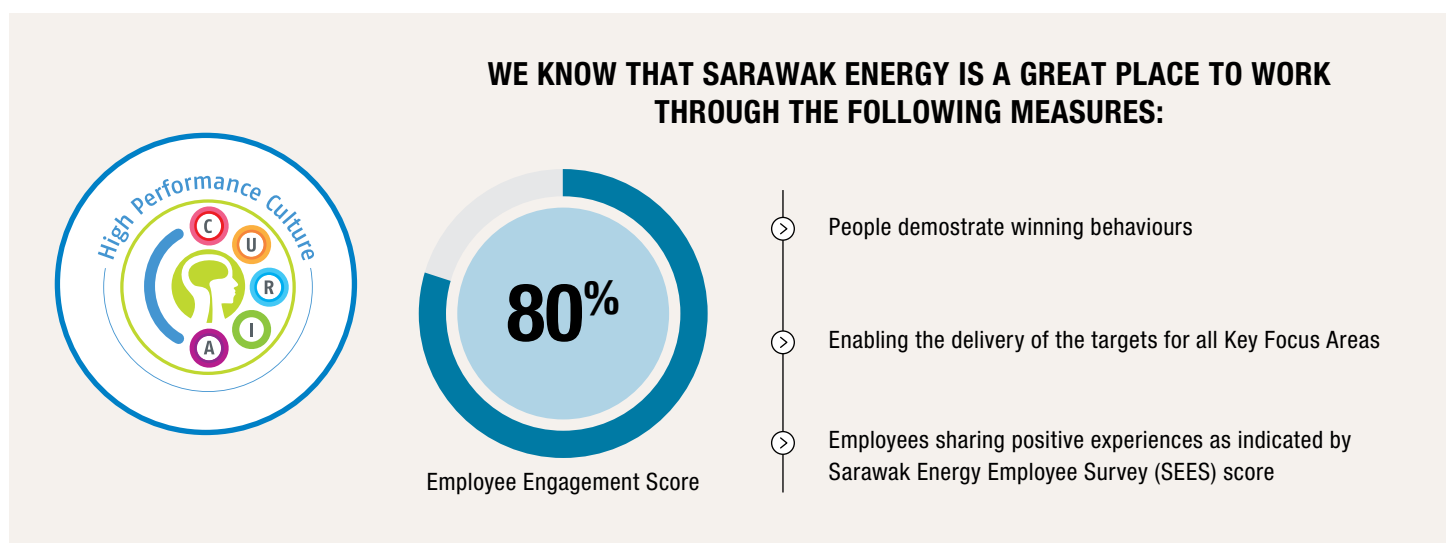 WE KNOW THAT SARAWAK ENERGY IS A GREAT PLACE TO WORK
THROUGH THE FOLLOWING MEASURES:
High Performance Culture
C
U
R
I
A
80%
Employee Engagement Score
People demostrate winning behaviours
Enabling the delivery of the targets for all Key Focus Areas
Employees sharing positive experiences as indicated by
Sarawak Energy Employee Survey (SEES) score